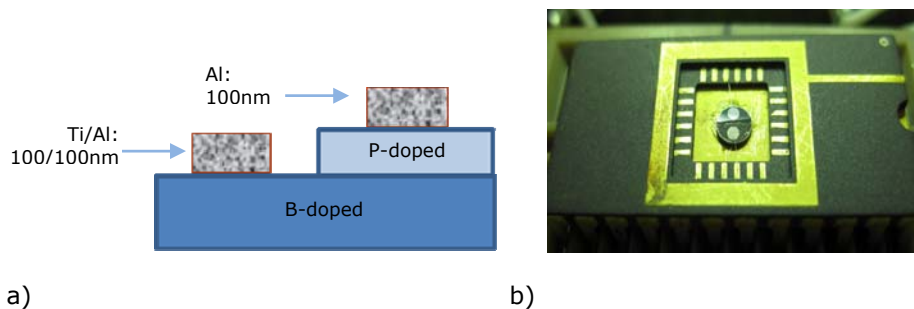 Al:
100nm
Ti/Al:
100/100nm
P-doped
B-doped
a)
b)